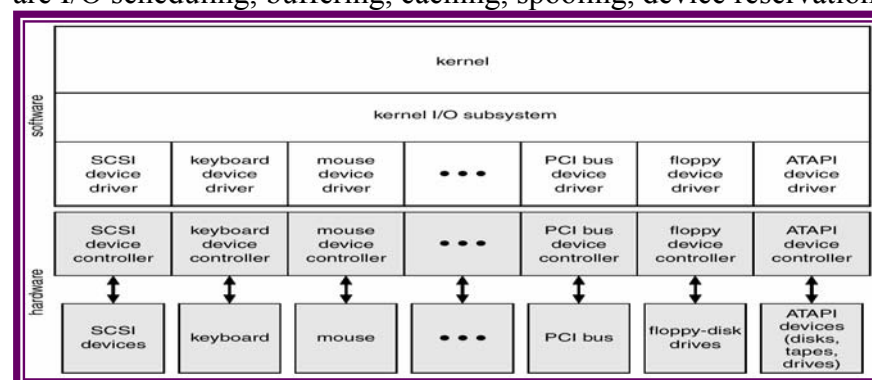 are I/O scheduling, buffering, caching, spooling, device reservation
kernel
kernel I/O subsystem
SCSI device driver
keyboard device driver
mouse device driver
•••
PCI bus device driver
floppy device driver
ATAPI device driver
SCSI device controller
keyboard device controller
mouse device controller
•••
PCI bus device controller
floppy device controller
ATAPI device controller
SCSI devices
keyboard
mouse
•••
PCI bus
floppy-disk drives
ATAPI devices (disks, tapes, drives)
software
hardware